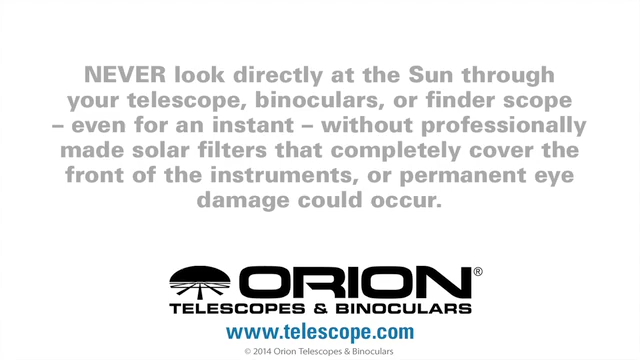 NEVER look directly at the Sun through
your telescope, binoculars, or finder scope
– even for an instant – without professionally
made solar filters that completely cover the
front of the instruments, or permanent eye
damage could occur.
ORION®
TELESCOPES & BINOCULARS
www.telescope.com
© 2014 Orion Telescopes & Binoculars